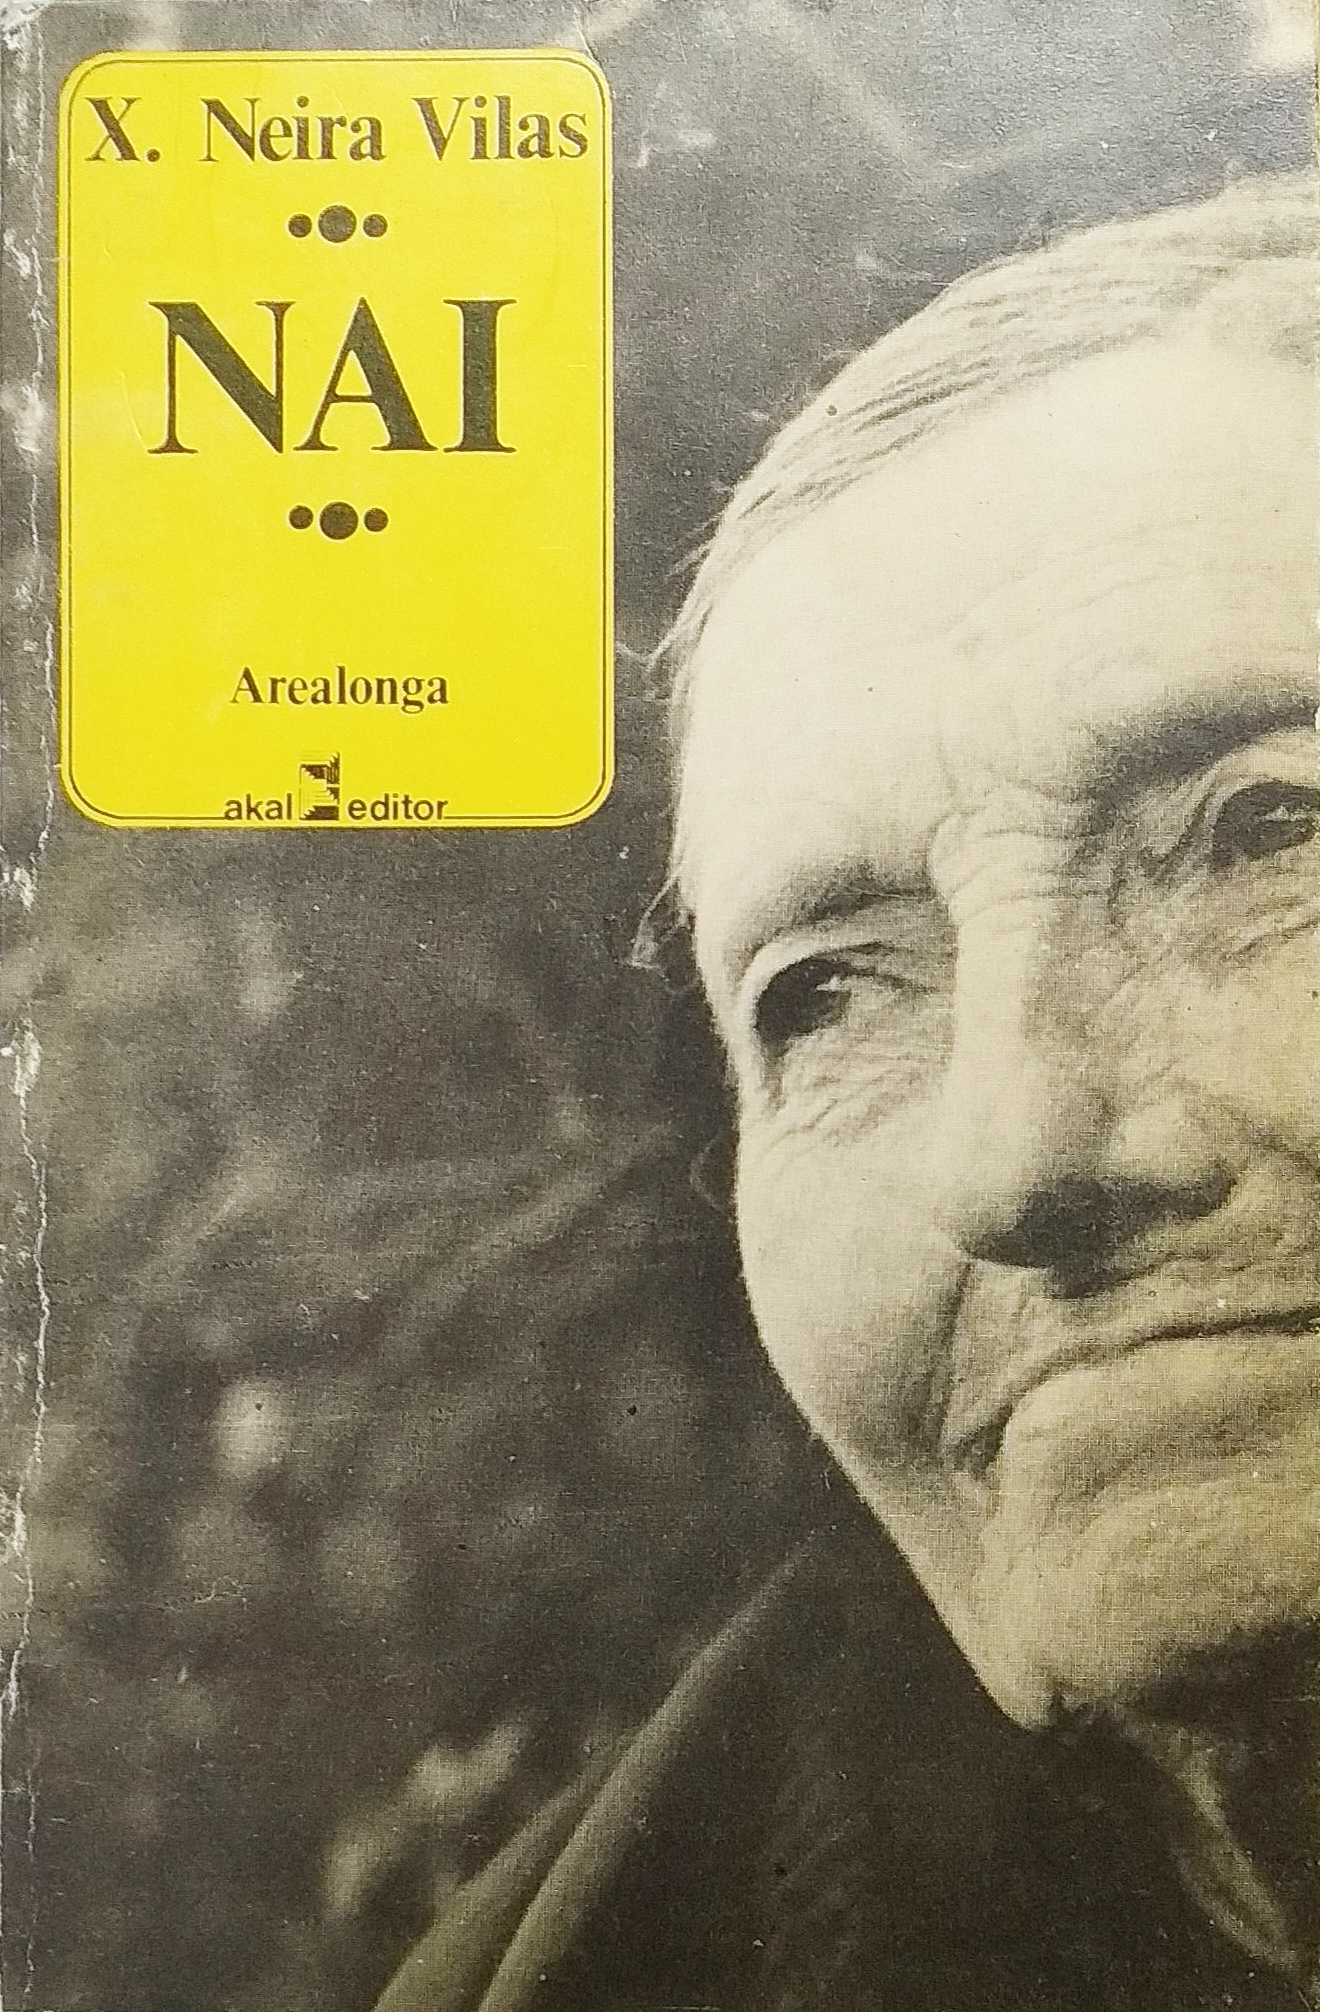 X. Neira Vilas
NAI
Arealonga
akal editor